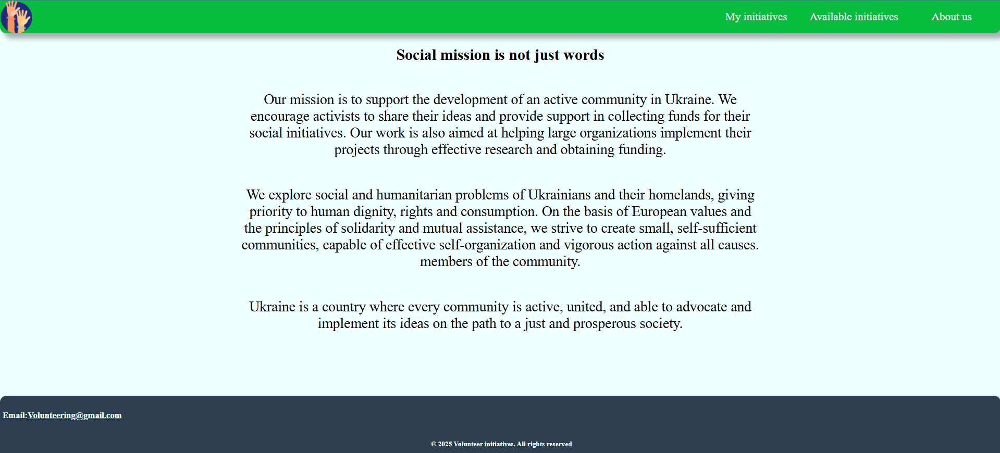 My initiatives
Available initiatives
About us
Social mission is not just words
Our mission is to support the development of an active community in Ukraine. We
encourage activists to share their ideas and provide support in collecting funds for their
social initiatives. Our work is also aimed at helping large organizations implement their
projects through effective research and obtaining funding.
We explore social and humanitarian problems of Ukrainians and their homelands, giving
priority to human dignity, rights and consumption. On the basis of European values and
the principles of solidarity and mutual assistance, we strive to create small, self-sufficient
communities, capable of effective self-organization and vigorous action against all causes.
members of the community.
Ukraine is a country where every community is active, united, and able to advocate and
implement its ideas on the path to a just and prosperous society.
Email:Volunteering@gmail.com
© 2025 Volunteer initiatives. All rights reserved